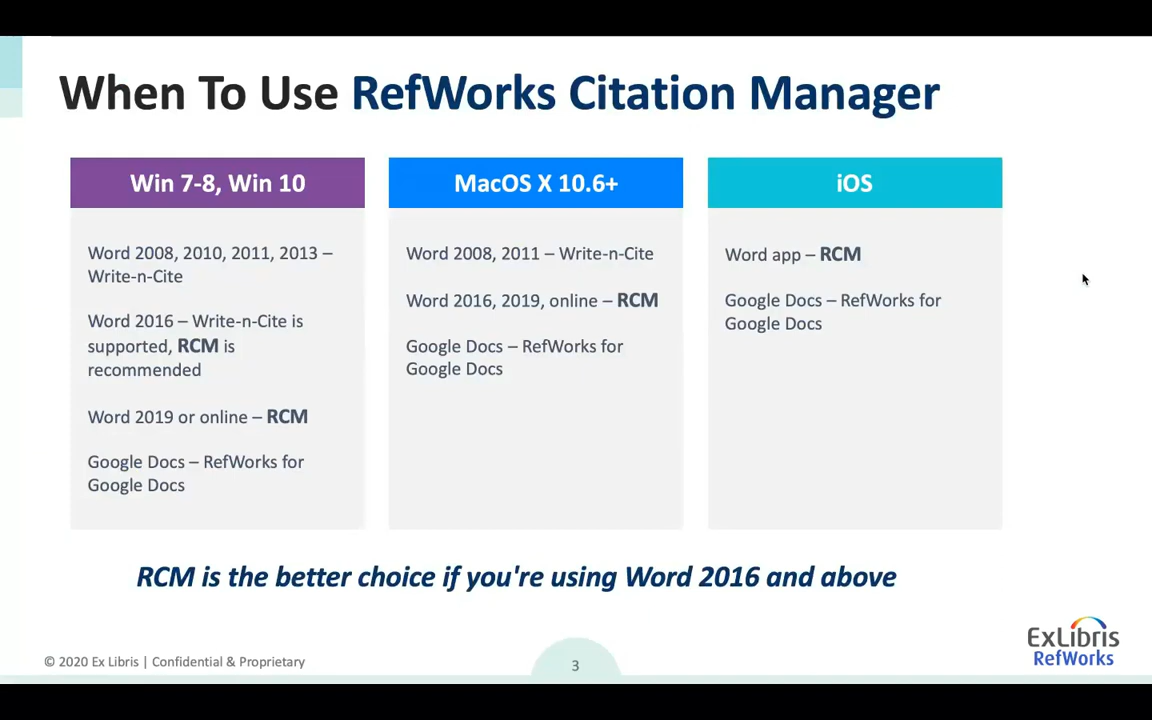 When To Use RefWorks Citation Manager
Win 7-8, Win 10
Word 2008, 2010, 2011, 2013 –
Write-n-Cite
Word 2016 – Write-n-Cite is
supported, RCM is
recommended
Word 2019 or online – RCM
Google Docs – RefWorks for
Google Docs
MacOS X 10.6+
Word 2008, 2011 – Write-n-Cite
Word 2016, 2019, online – RCM
Google Docs – RefWorks for
Google Docs
iOS
Word app – RCM
Google Docs – RefWorks for
Google Docs
RCM is the better choice if you're using Word 2016 and above
© 2020 Ex Libris | Confidential & Proprietary
3
ExLibris
RefWorks